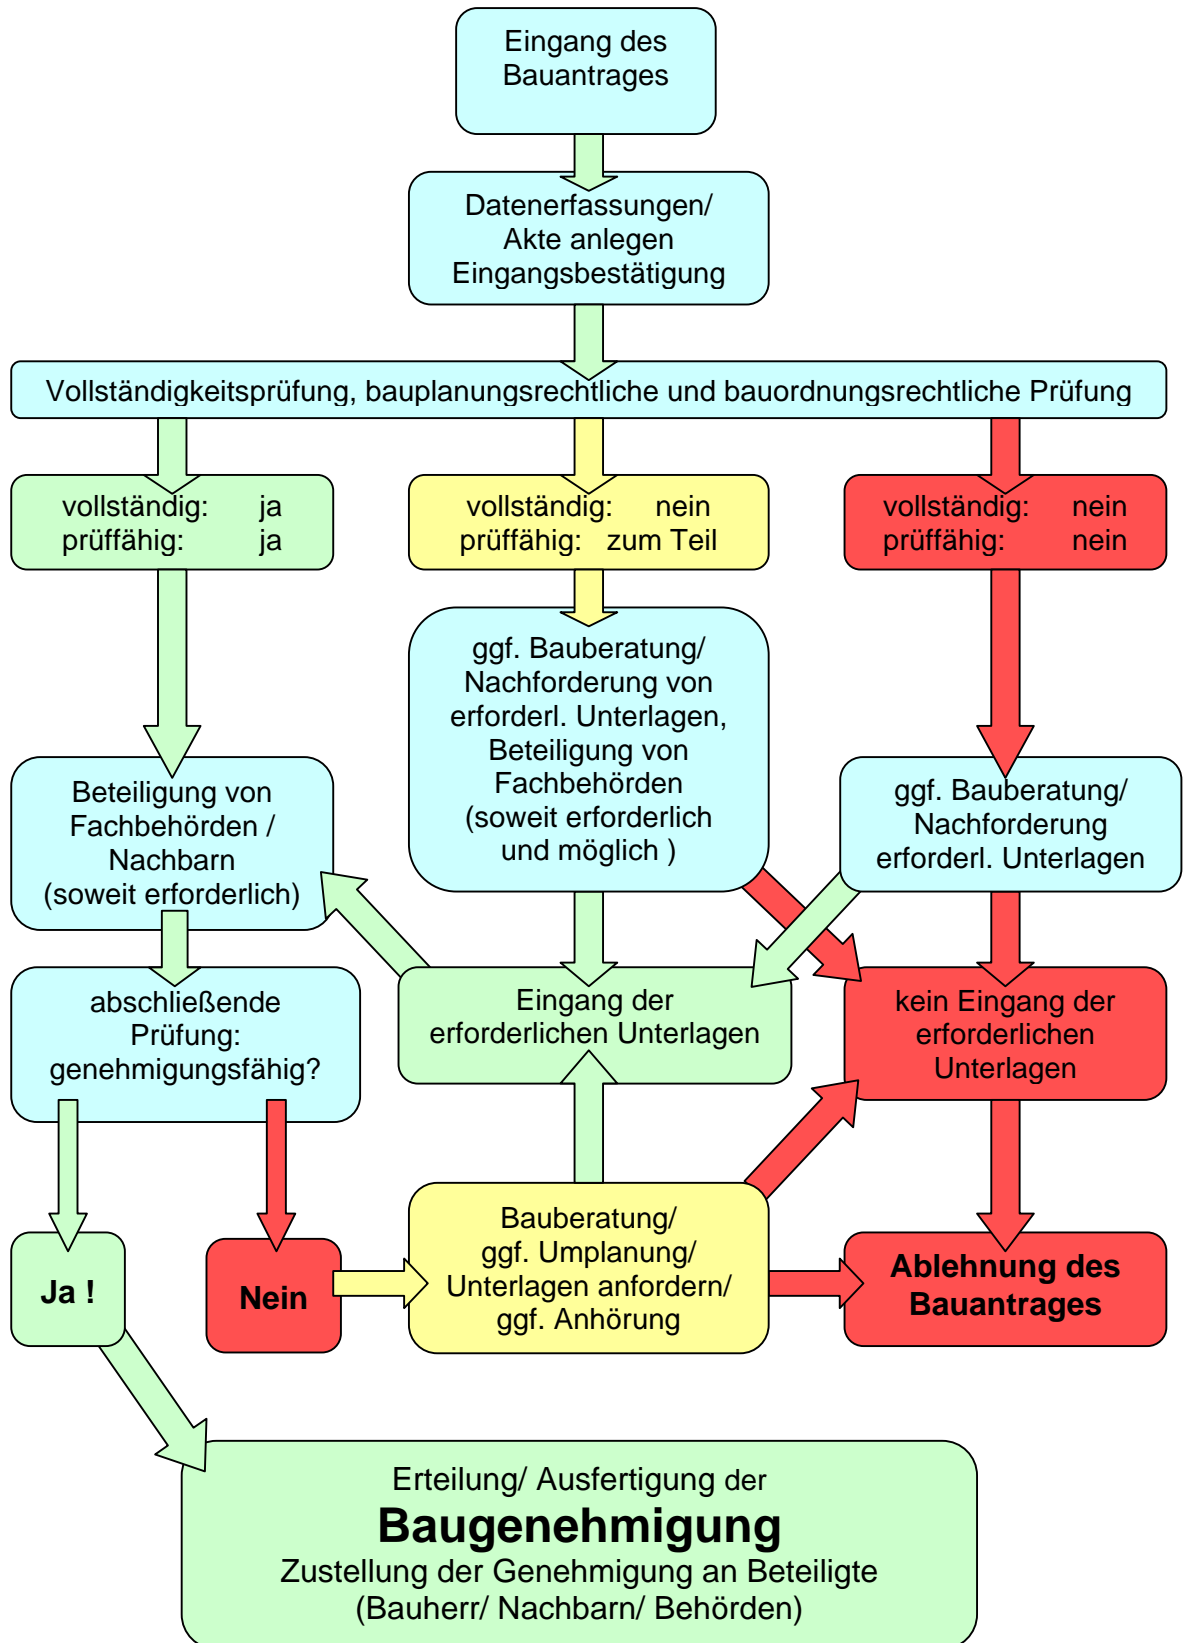 Eingang des
Bauantrages
Datenerfassungen/
Akte anlegen
Eingangsbestätigung
Vollständigkeitsprüfung, bauplanungsrechtliche und bauordnungsrechtliche Prüfung
vollständig: ja
prüffähig: ja
vollständig: nein
prüffähig: zum Teil
vollständig: nein
prüffähig: nein
ggf. Bauberatung/
Nachforderung von
erforderl. Unterlagen,
Beteiligung von
Fachbehörden
(soweit erforderlich
und möglich )
Beteiligung von
Fachbehörden /
Nachbarn
(soweit erforderlich)
ggf. Bauberatung/
Nachforderung
erforderl. Unterlagen
abschließende
Prüfung:
genehmigungsfähig?
Eingang der
erforderlichen Unterlagen
kein Eingang der
erforderlichen
Unterlagen
Ja !
Nein
Bauberatung/
ggf. Umplanung/
Unterlagen anfordern/
ggf. Anhörung
Ablehnung des
Bauantrages
Erteilung/ Ausfertigung der
Baugenehmigung
Zustellung der Genehmigung an Beteiligte
(Bauherr/ Nachbarn/ Behörden)